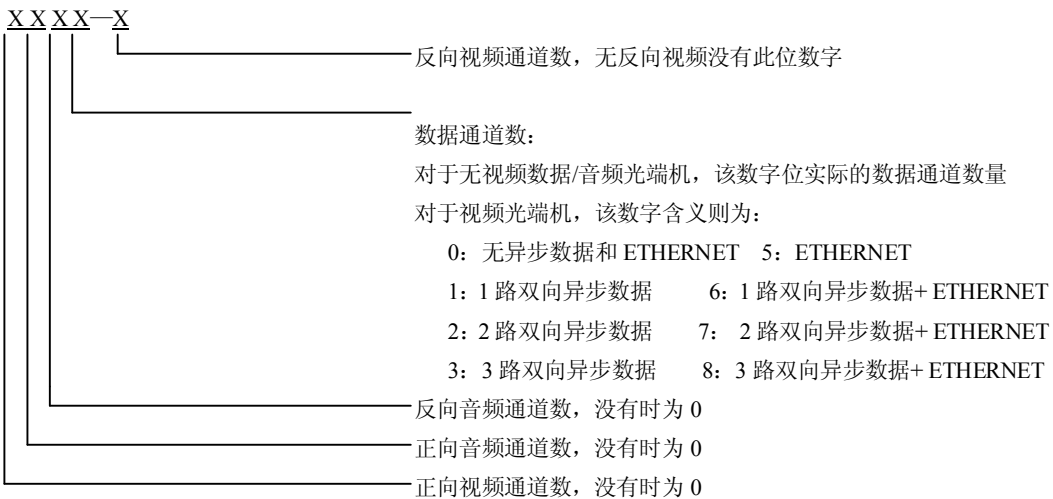 XXXX—X
反向视频通道数，无反向视频没有此位数字
数据通道数：
对于无视频数据/音频光端机，该数字位实际的数据通道数量
对于视频光端机，该数字含义则为：
0：无异步数据和 ETHERNET 5：ETHERNET
1：1 路双向异步数据 6：1 路双向异步数据+ ETHERNET
2：2 路双向异步数据 7： 2 路双向异步数据+ ETHERNET
3：3 路双向异步数据 8：3 路双向异步数据+ ETHERNET
反向音频通道数，没有时为 0
正向音频通道数，没有时为 0
正向视频通道数，没有时为 0